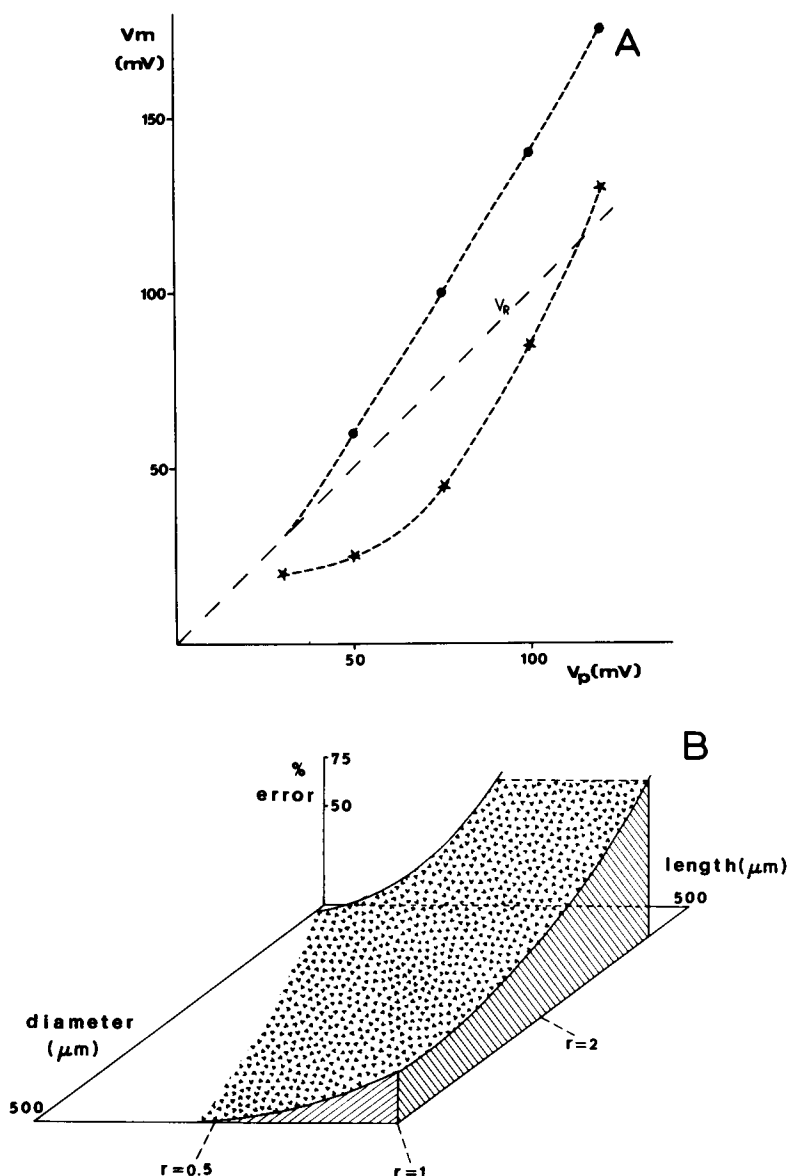 Vm
(mV)
A
150
100
50
VR
50
100
Vp(mV)
B
75
%
error
50
length(μm)
500
diameter
(μm)
500
r=2
r=0.5
r=1